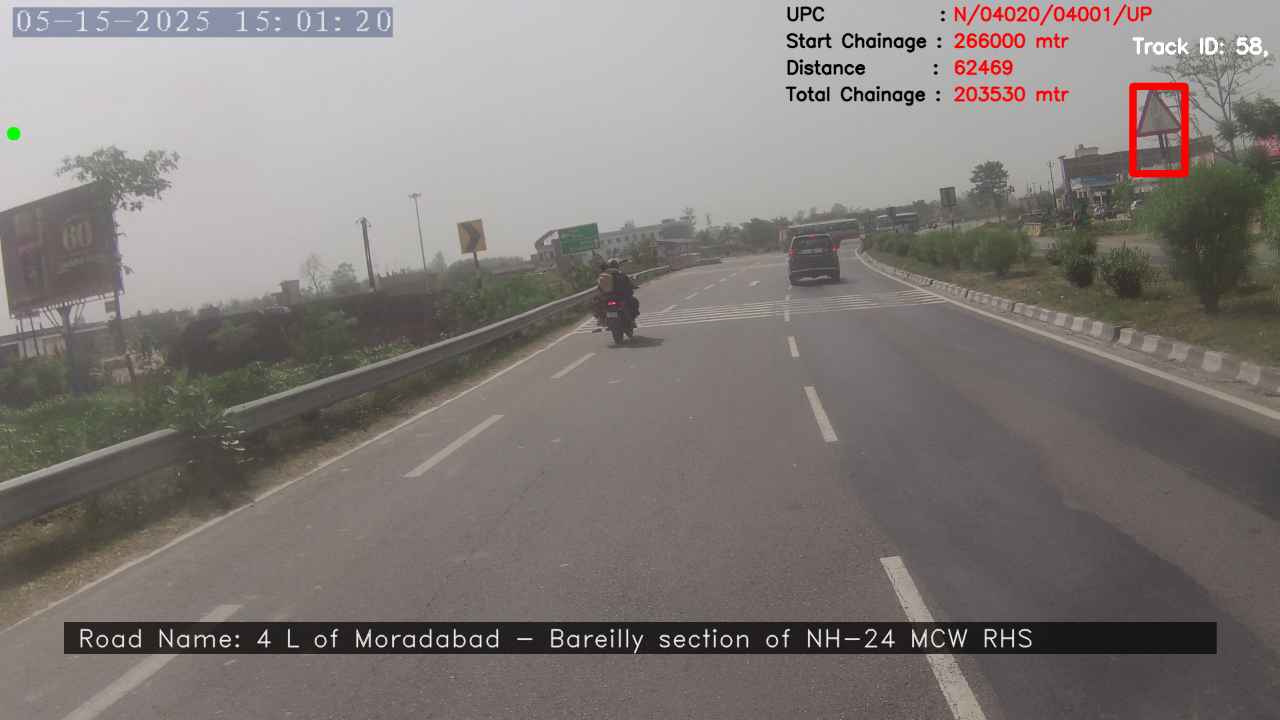 05-15-2025 15:01:20
UPC : N/04020/04001/UP
Start Chainage : 266000 mtr
Distance : 62469
Total Chainage : 203530 mtr
Track ID: 58,
60
Road Name: 4 L of Moradabad - Bareilly section of NH-24 MCW RHS